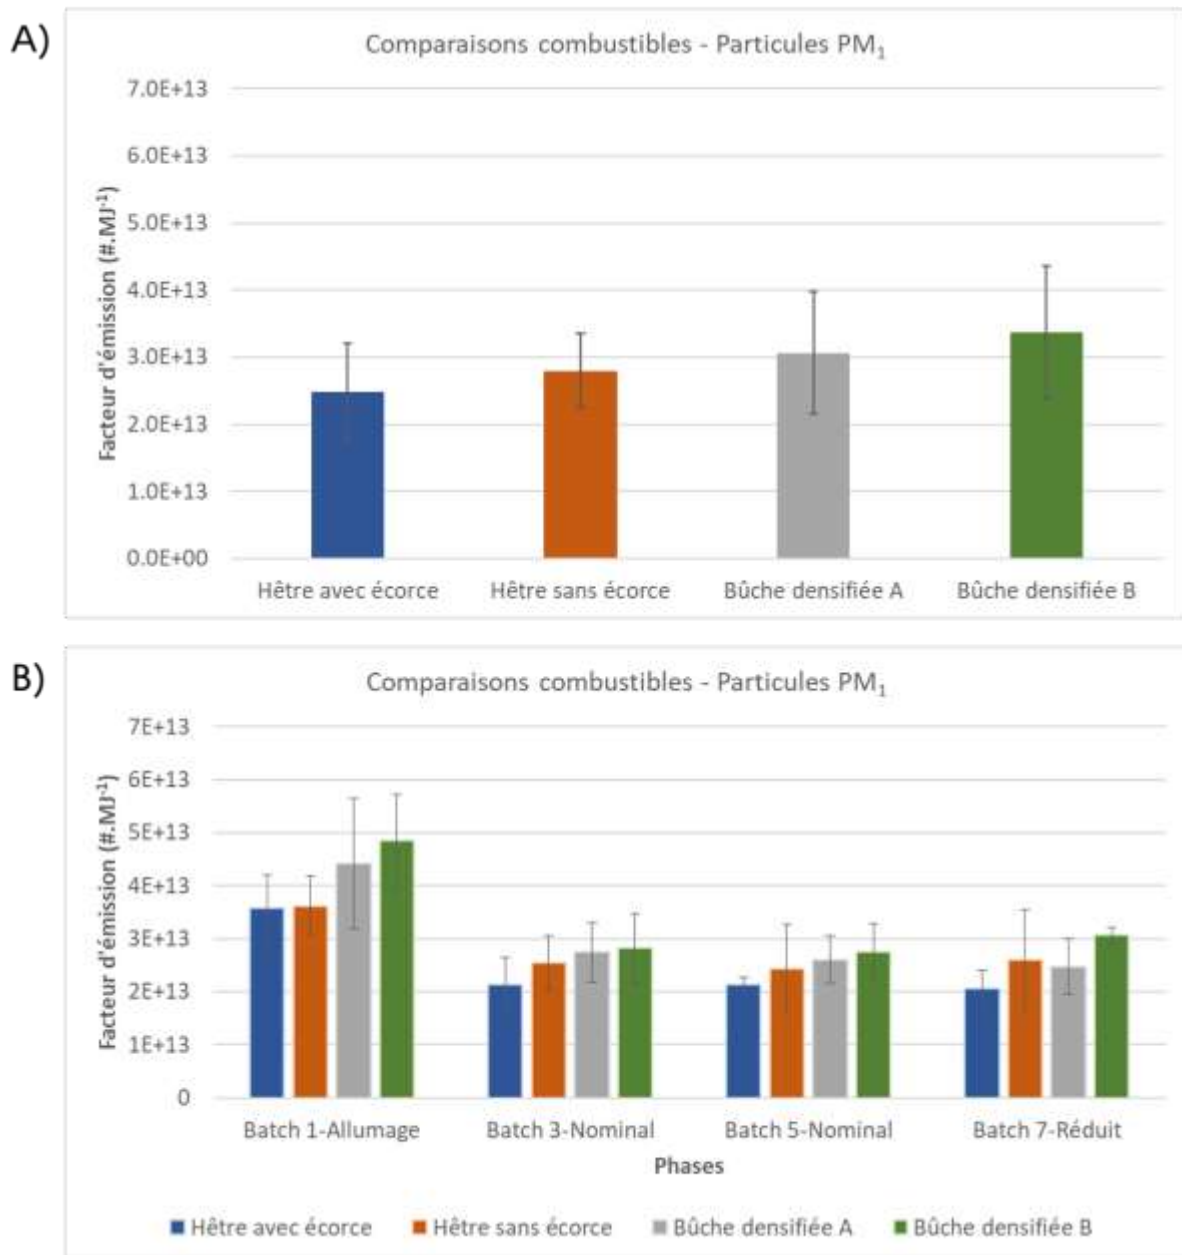 A)
Comparaisons combustibles - Particules PM₁
Facteur d'émission (#.MJ⁻¹)
7.0E+13
6.0E+13
5.0E+13
4.0E+13
3.0E+13
2.0E+13
1.0E+13
0.0E+00
Hêtre avec écorce Hêtre sans écorce Bûche densifiée A Bûche densifiée B
B)
Comparaisons combustibles - Particules PM₁
Facteur d'émission (#.MJ⁻¹)
7E+13
6E+13
5E+13
4E+13
3E+13
2E+13
1E+13
0
Batch 1-Allumage Batch 3-Nominal Batch 5-Nominal Batch 7-Réduit
Phases
Hêtre avec écorce Hêtre sans écorce Bûche densifiée A Bûche densifiée B